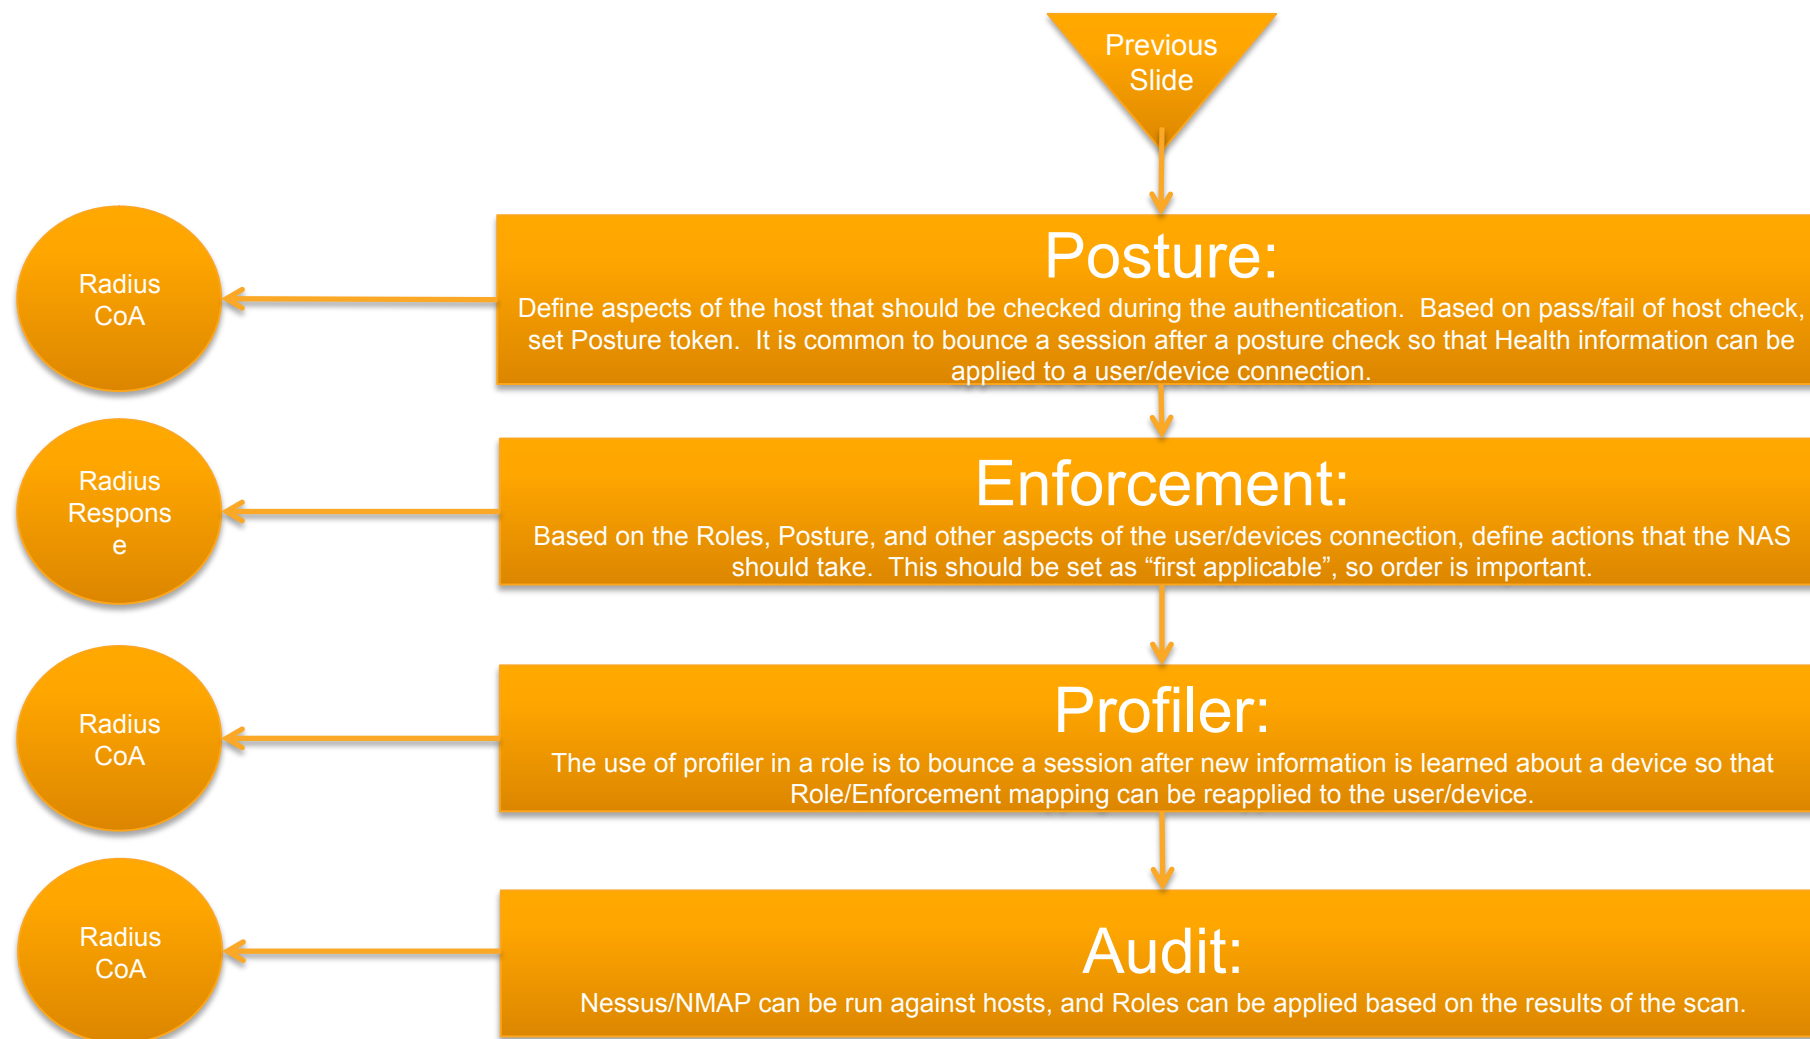 Previous
Slide
Radius
CoA
Posture:
Define aspects of the host that should be checked during the authentication.  Based on pass/fail of host check,
set Posture token.  It is common to bounce a session after a posture check so that Health information can be
applied to a user/device connection.
Radius
Respons
e
Enforcement:
Based on the Roles, Posture, and other aspects of the user/devices connection, define actions that the NAS
should take.  This should be set as “first applicable”, so order is important.
Radius
CoA
Profiler:
The use of profiler in a role is to bounce a session after new information is learned about a device so that
Role/Enforcement mapping can be reapplied to the user/device.
Radius
CoA
Audit:
Nessus/NMAP can be run against hosts, and Roles can be applied based on the results of the scan.